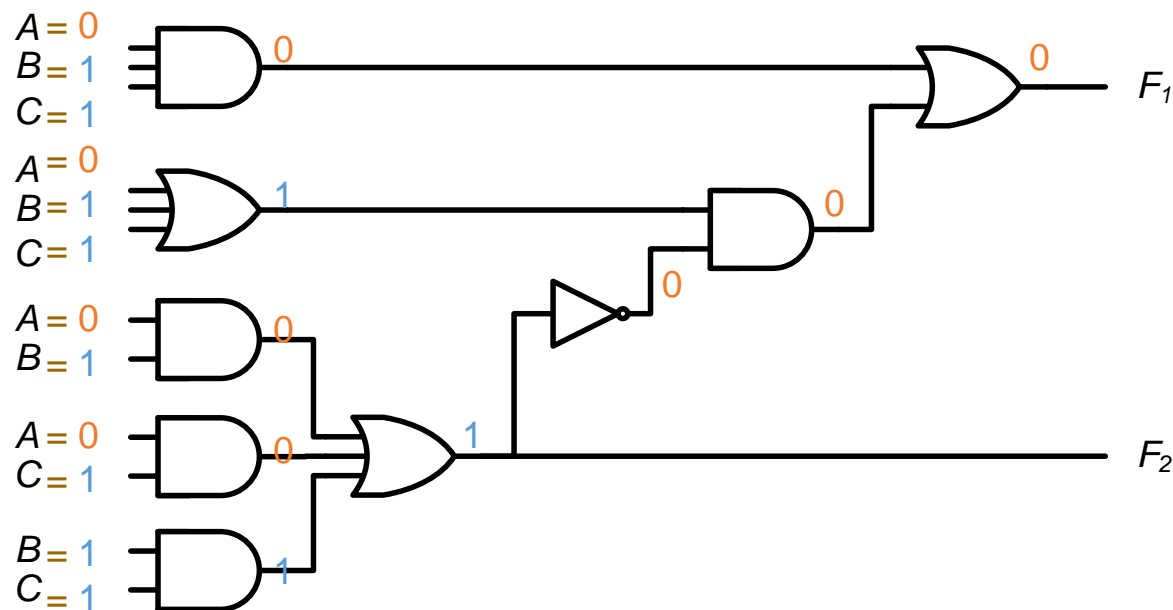 A = 0
B = 1
C = 1
0
0
F1
A = 0
B = 1
C = 1
1
0
0
A = 0
B = 1
0
A = 0
C = 1
0
1
F2
B = 1
C = 1
1